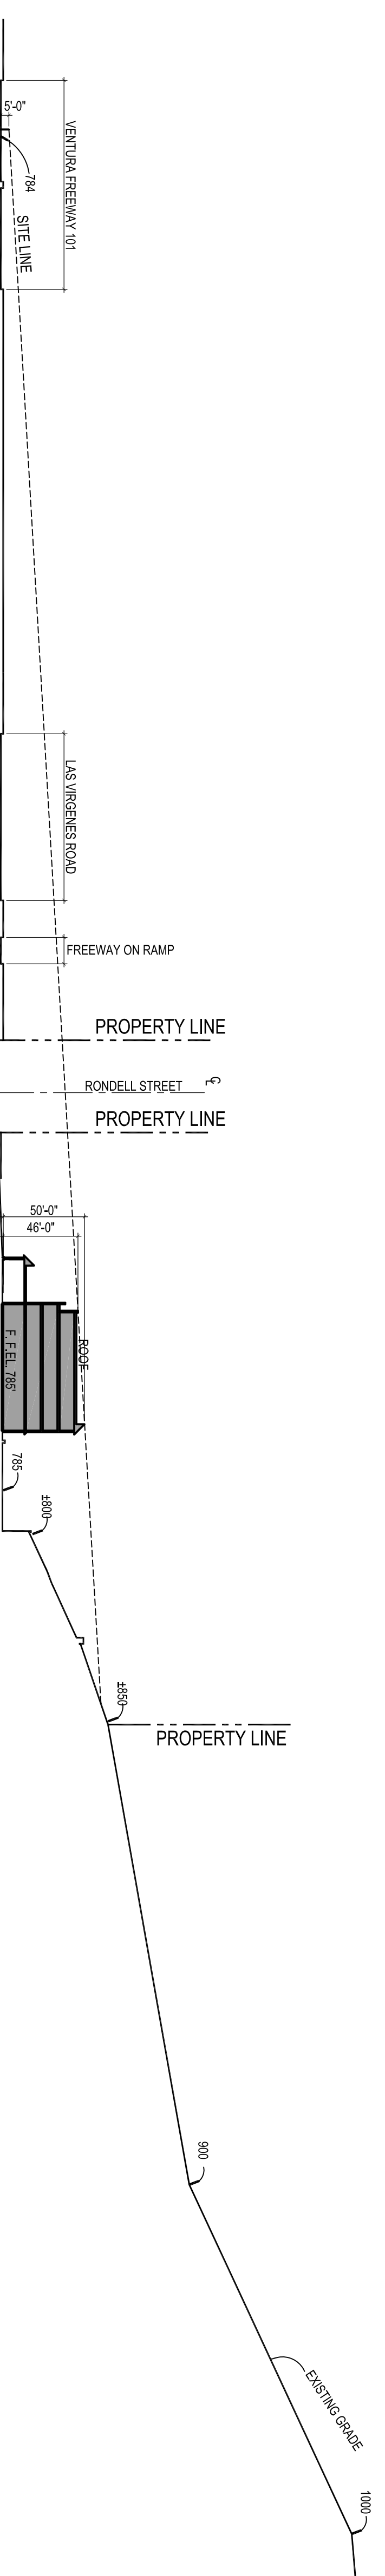 5'-0"
784
SITE LINE
VENTURA FREEWAY 101
LAS VIRGENES ROAD
FREEWAY ON RAMP
PROPERTY LINE
RONDELL STREET
CL
PROPERTY LINE
50'-0"
46'-0"
ROOF
F. F.EL. 785'
785
±800
±850
PROPERTY LINE
900
EXISTING GRADE
1000